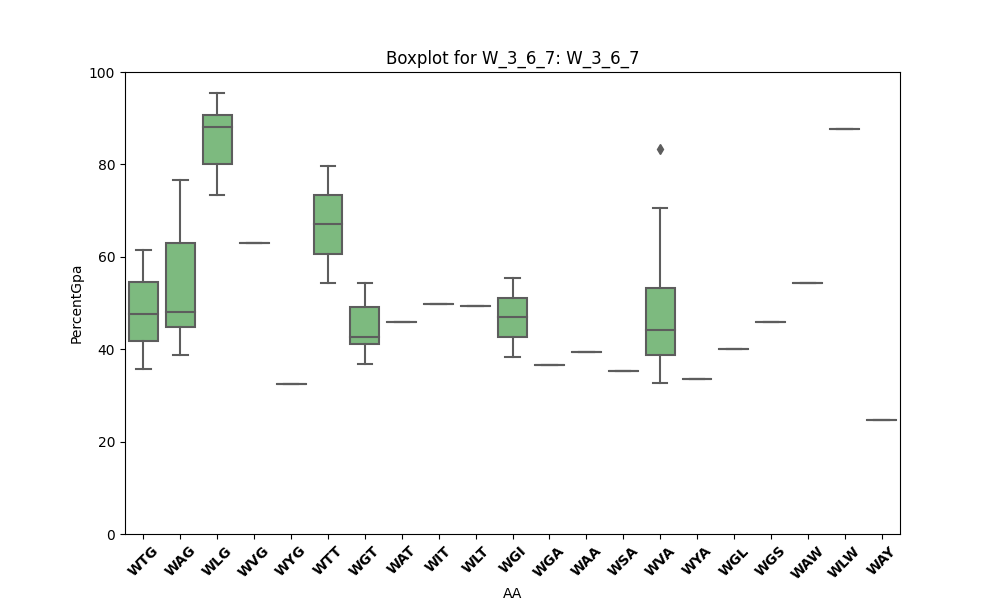 Boxplot for W_3_6_7: W_3_6_7
PercentGpa
100
80
60
40
20
0
WTG WAG WLG WVG WYG WTT WGT WAT WIT WLT WGI WGA WAA WSA WVA WYA WGL WGS WAW WLW WAY
AA